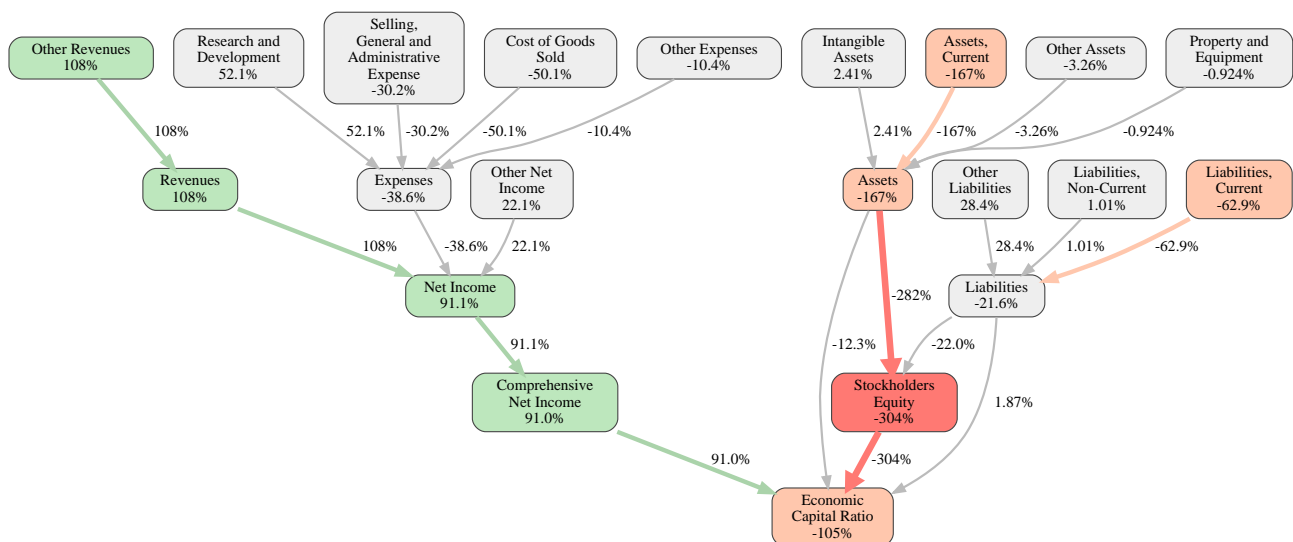 Other Revenues
108%
Research and
Development
52.1%
Selling,
General and
Administrative
Expense
-30.2%
Cost of Goods
Sold
-50.1%
Other Expenses
-10.4%
Intangible
Assets
2.41%
Assets,
Current
-167%
Other Assets
-3.26%
Property and
Equipment
-0.924%
108%
52.1%
-30.2%
-50.1%
-10.4%
2.41%
-167%
-3.26%
-0.924%
Revenues
108%
Expenses
-38.6%
Other Net
Income
22.1%
Assets
-167%
Other
Liabilities
28.4%
Liabilities,
Non-Current
1.01%
Liabilities,
Current
-62.9%
108%
-38.6%
22.1%
28.4%
1.01%
-62.9%
Net Income
91.1%
-282%
Liabilities
-21.6%
91.1%
-12.3%
-22.0%
Comprehensive
Net Income
91.0%
Stockholders
Equity
-304%
1.87%
91.0%
-304%
Economic
Capital Ratio
-105%